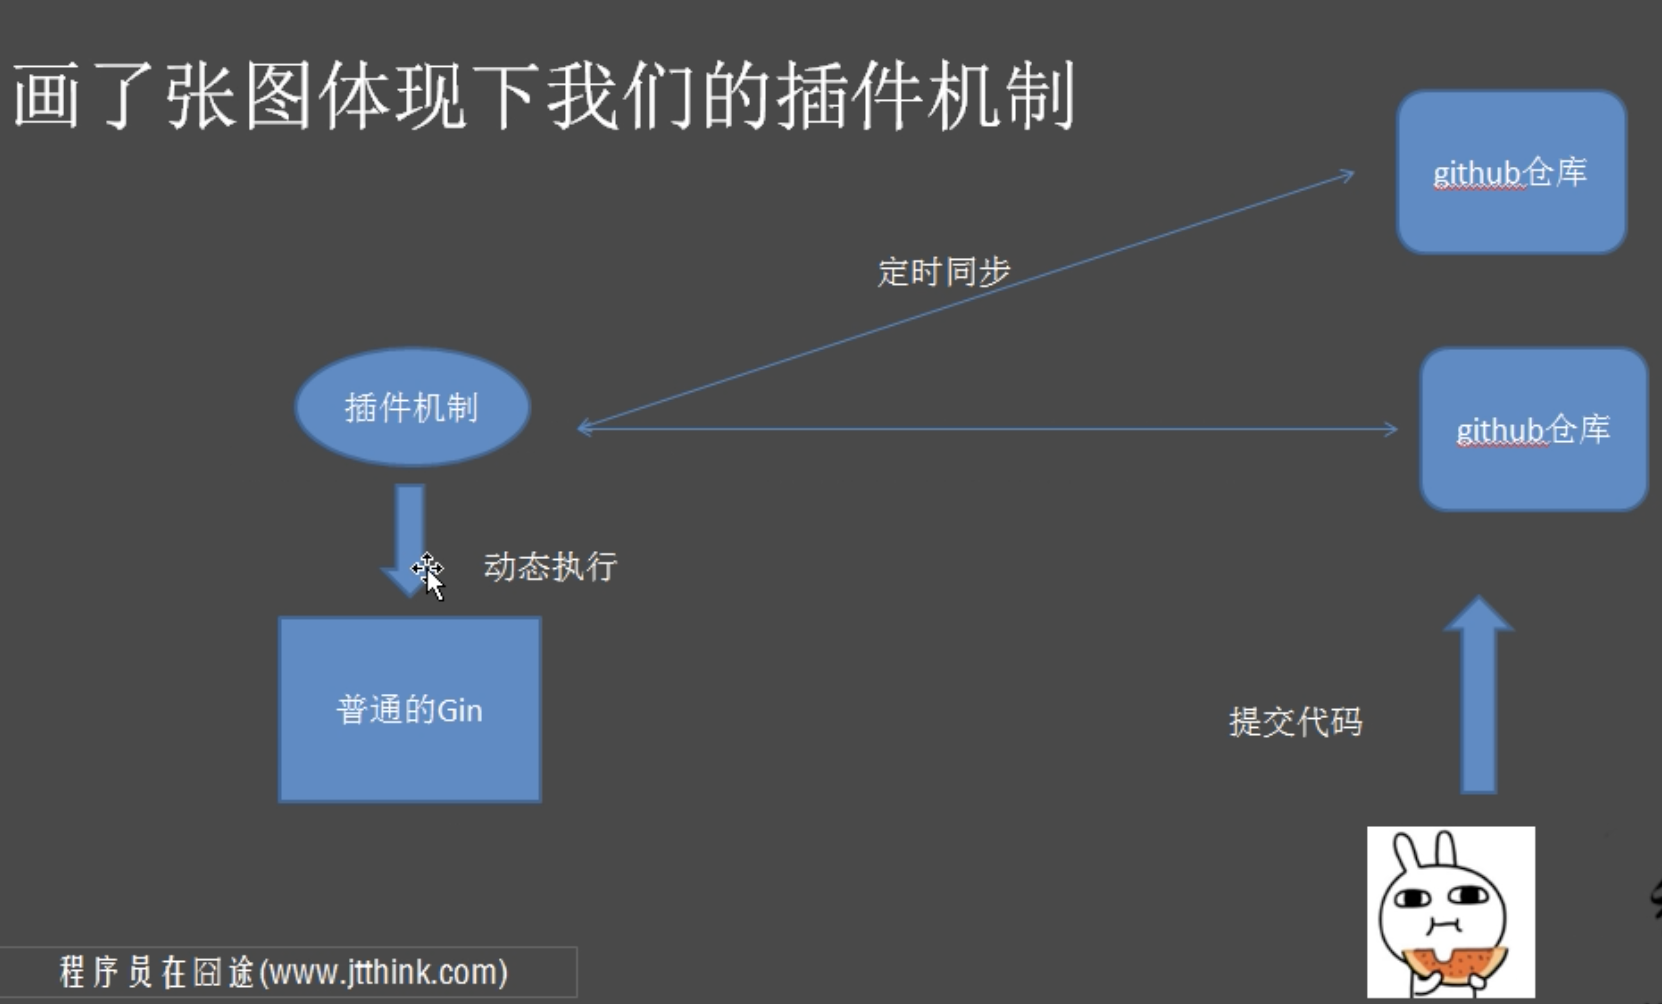 画了张图体现下我们的插件机制
github仓库
定时同步
插件机制
github仓库
动态执行
普通的Gin
提交代码
程序员在囧途(www.jtthink.com)